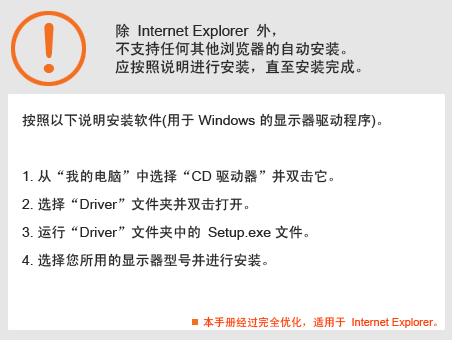 除 Internet Explorer 外，
不支持任何其他浏览器的自动安装。
应按照说明进行安装，直至安装完成。
按照以下说明安装软件(用于 Windows 的显示器驱动程序)。
1. 从“我的电脑”中选择“CD 驱动器”并双击它。
2. 选择“Driver”文件夹并双击打开。
3. 运行“Driver”文件夹中的 Setup.exe 文件。
4. 选择您所用的显示器型号并进行安装。
■ 本手册经过完全优化，适用于 Internet Explorer。